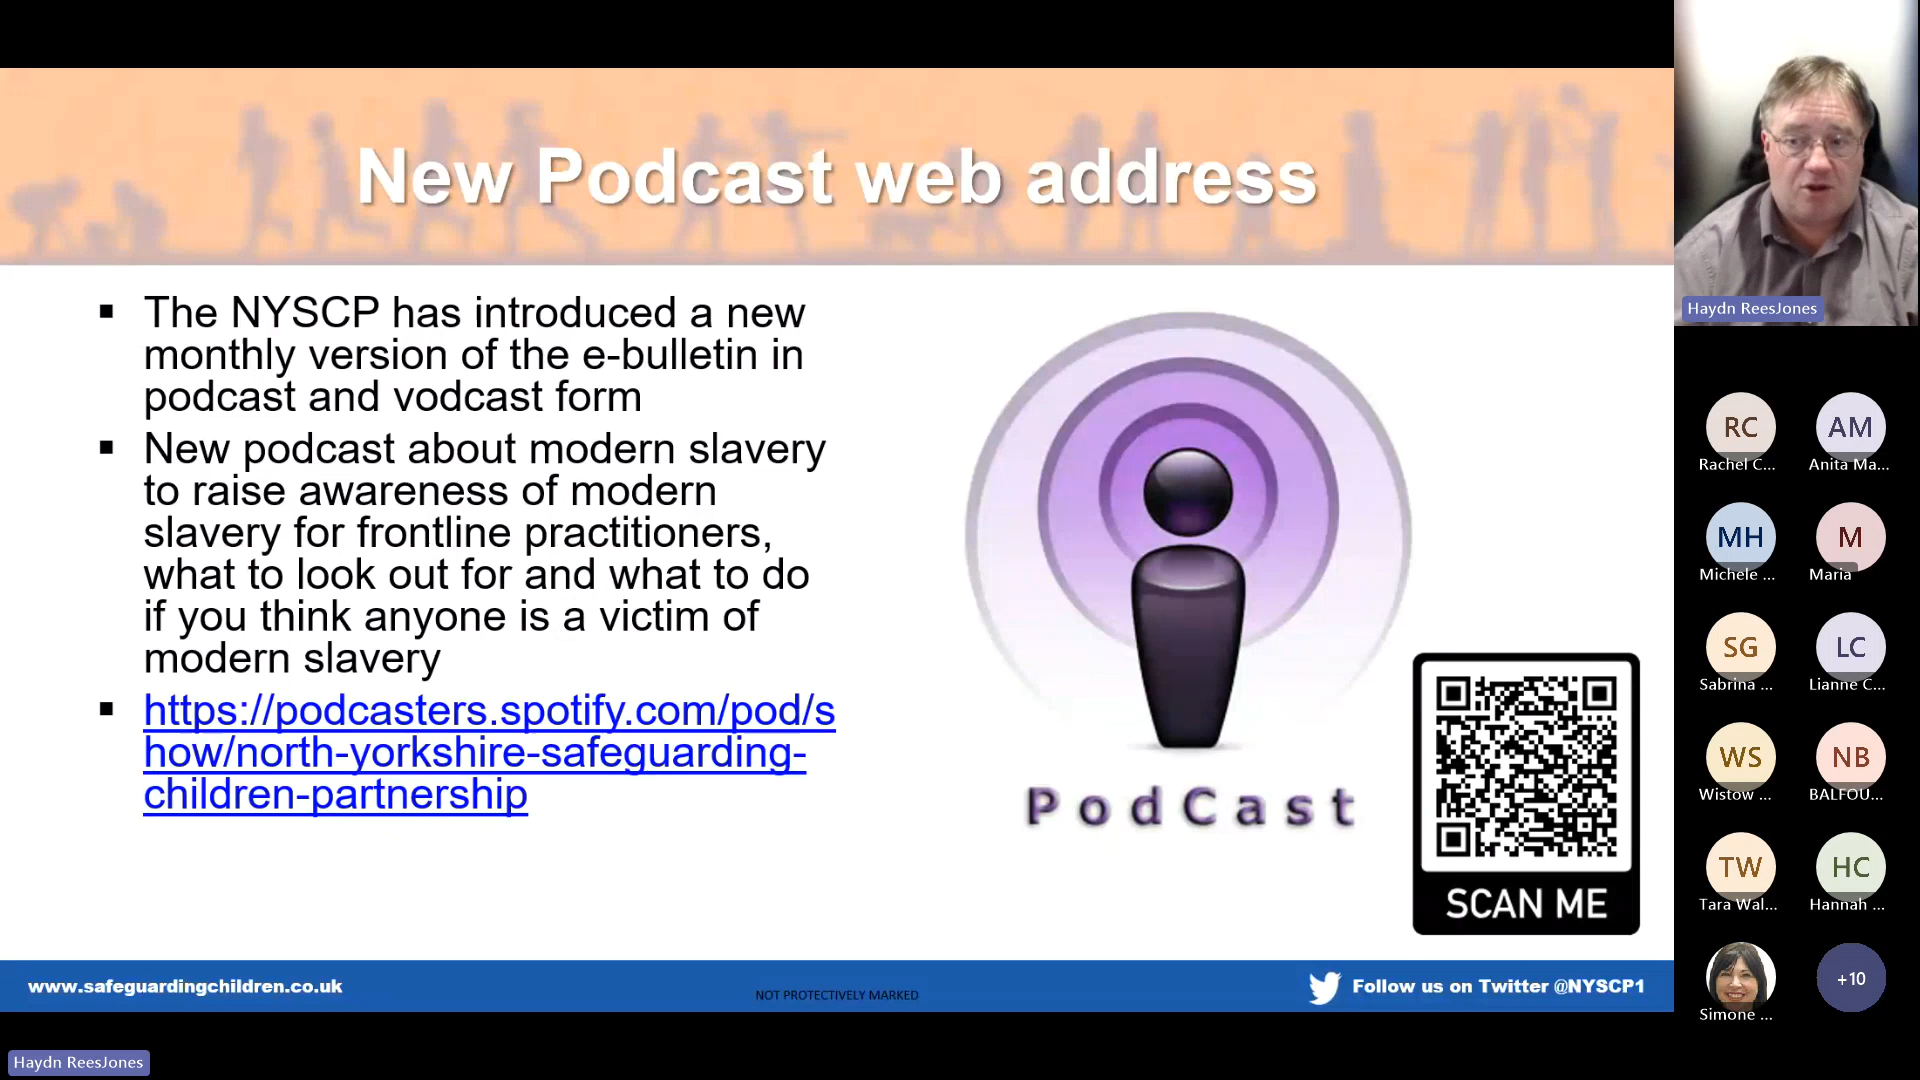 New Podcast web address
The NYSCP has introduced a new
monthly version of the e-bulletin in
podcast and vodcast form
New podcast about modern slavery
to raise awareness of modern
slavery for frontline practitioners,
what to look out for and what to do
if you think anyone is a victim of
modern slavery
https://podcasters.spotify.com/pod/s
how/north-yorkshire-safeguarding-
children-partnership
PodCast
SCAN ME
www.safeguardingchildren.co.uk
NOT PROTECTIVELY MARKED
Follow us on Twitter @NYSCP1
Haydn ReesJones
Haydn ReesJones
RC
Rachel C...
AM
Anita Ma...
MH
Michele ...
M
Maria
SG
Sabrina ...
LC
Lianne C...
WS
Wistow ...
NB
BALFOU...
TW
Tara Wal...
HC
Hannah ...
Simone ...
+10